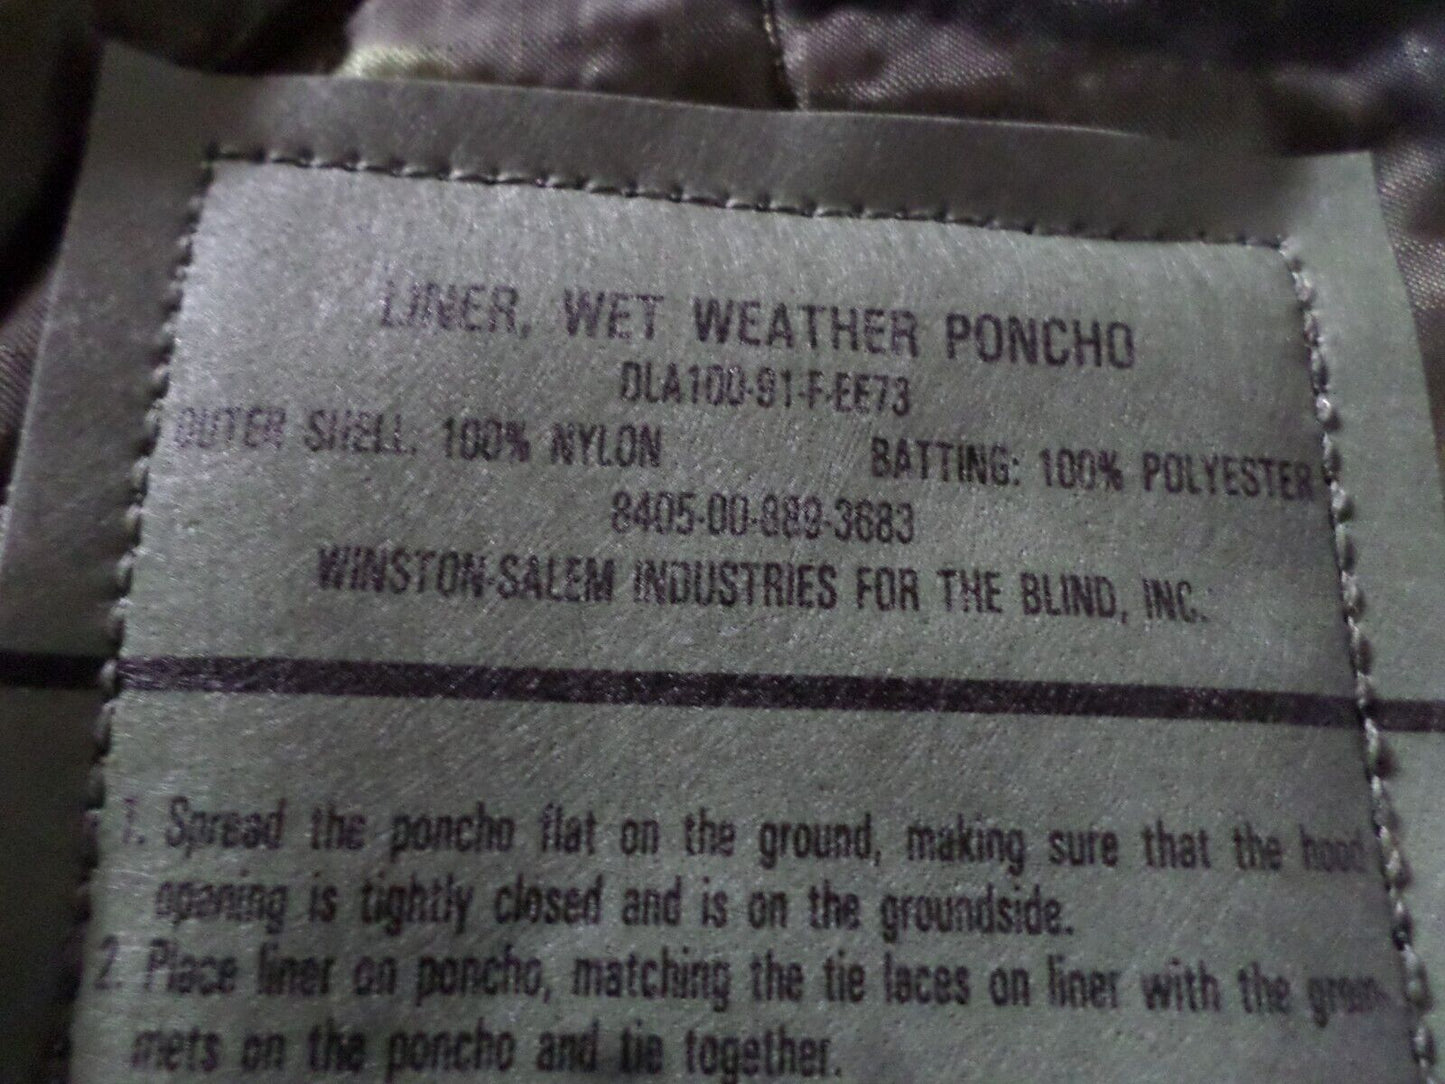 LINER, WET WEATHER PONCHO
DLA100-91-F-EE73
OUTER SHELL. 100% NYLON BATTING: 100% POLYESTER
8405-00-889-3683
WINSTON-SALEM INDUSTRIES FOR THE BLIND, INC.
1. Spread the poncho flat on the ground, making sure that the hood
opening is tightly closed and is on the groundside.
2. Place liner on poncho, matching the tie laces on liner with the grom-
mets on the poncho and tie together.